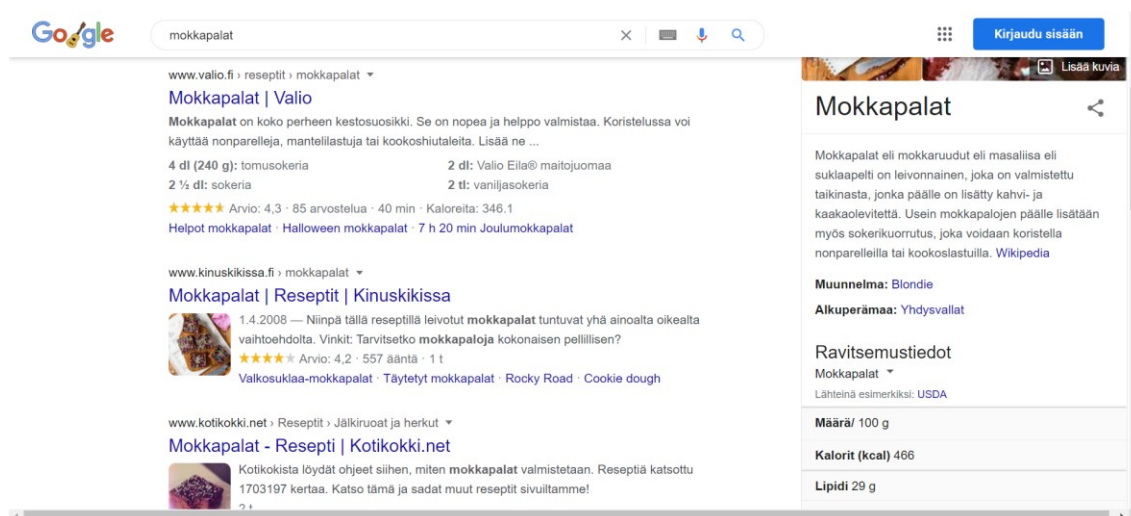 Google
mokkapalat
Kirjaudu sisään
www.valio.fi › reseptit › mokkapalat
Mokkapalat | Valio
Mokkapalat on koko perheen kestosuosikki. Se on nopea ja helppo valmistaa. Koristelussa voi
käyttää nonparelleja, mantelilastuja tai kookoshiutaleita. Lisää ne ...
4 dl (240 g): tomusokeria
2 dl: Valio Eila® maitojuomaa
2 ½ dl: sokeria
2 tl: vaniljasokeria
Arvio: 4,3 · 85 arvostelua · 40 min · Kaloreita: 346.1
Helpot mokkapalat · Halloween mokkapalat · 7 h 20 min Joulumokkapalat
www.kinuskikissa.fi › mokkapalat
Mokkapalat | Reseptit | Kinuskikissa
1.4.2008 — Niinpä tällä reseptillä leivotut mokkapalat tuntuvat yhä ainoalta oikealta
vaihtoehdolta. Vinkit: Tarvitsetko mokkapaloja kokonaisen pellillisen?
Arvio: 4,2 · 557 ääntä · 1 t
Valkosuklaa-mokkapalat · Täytetyt mokkapalat · Rocky Road · Cookie dough
www.kotikokki.net › Reseptit › Jälkiruoat ja herkut
Mokkapalat - Resepti | Kotikokki.net
Kotikokista löydät ohjeet siihen, miten mokkapalat valmistetaan. Reseptiä katsottu
1703197 kertaa. Katso tämä ja sadat muut reseptit sivuiltamme!
Lisää kuvia
Mokkapalat
Mokkapalat eli mokkaruudut eli masaliisa eli
suklaapelti on leivonnainen, joka on valmistettu
taikinasta, jonka päälle on lisätty kahvi- ja
kaakaolevitettä. Usein mokkapalojen päälle lisätään
myös sokerikuorrutus, joka voidaan koristella
nonparelleilla tai kookoslastuilla. Wikipedia
Muunnelma: Blondie
Alkuperämaa: Yhdysvallat
Ravitsemustiedot
Mokkapalat
Lähteinä esimerkiksi: USDA
Määrä/ 100 g
Kalorit (kcal) 466
Lipidi 29 g